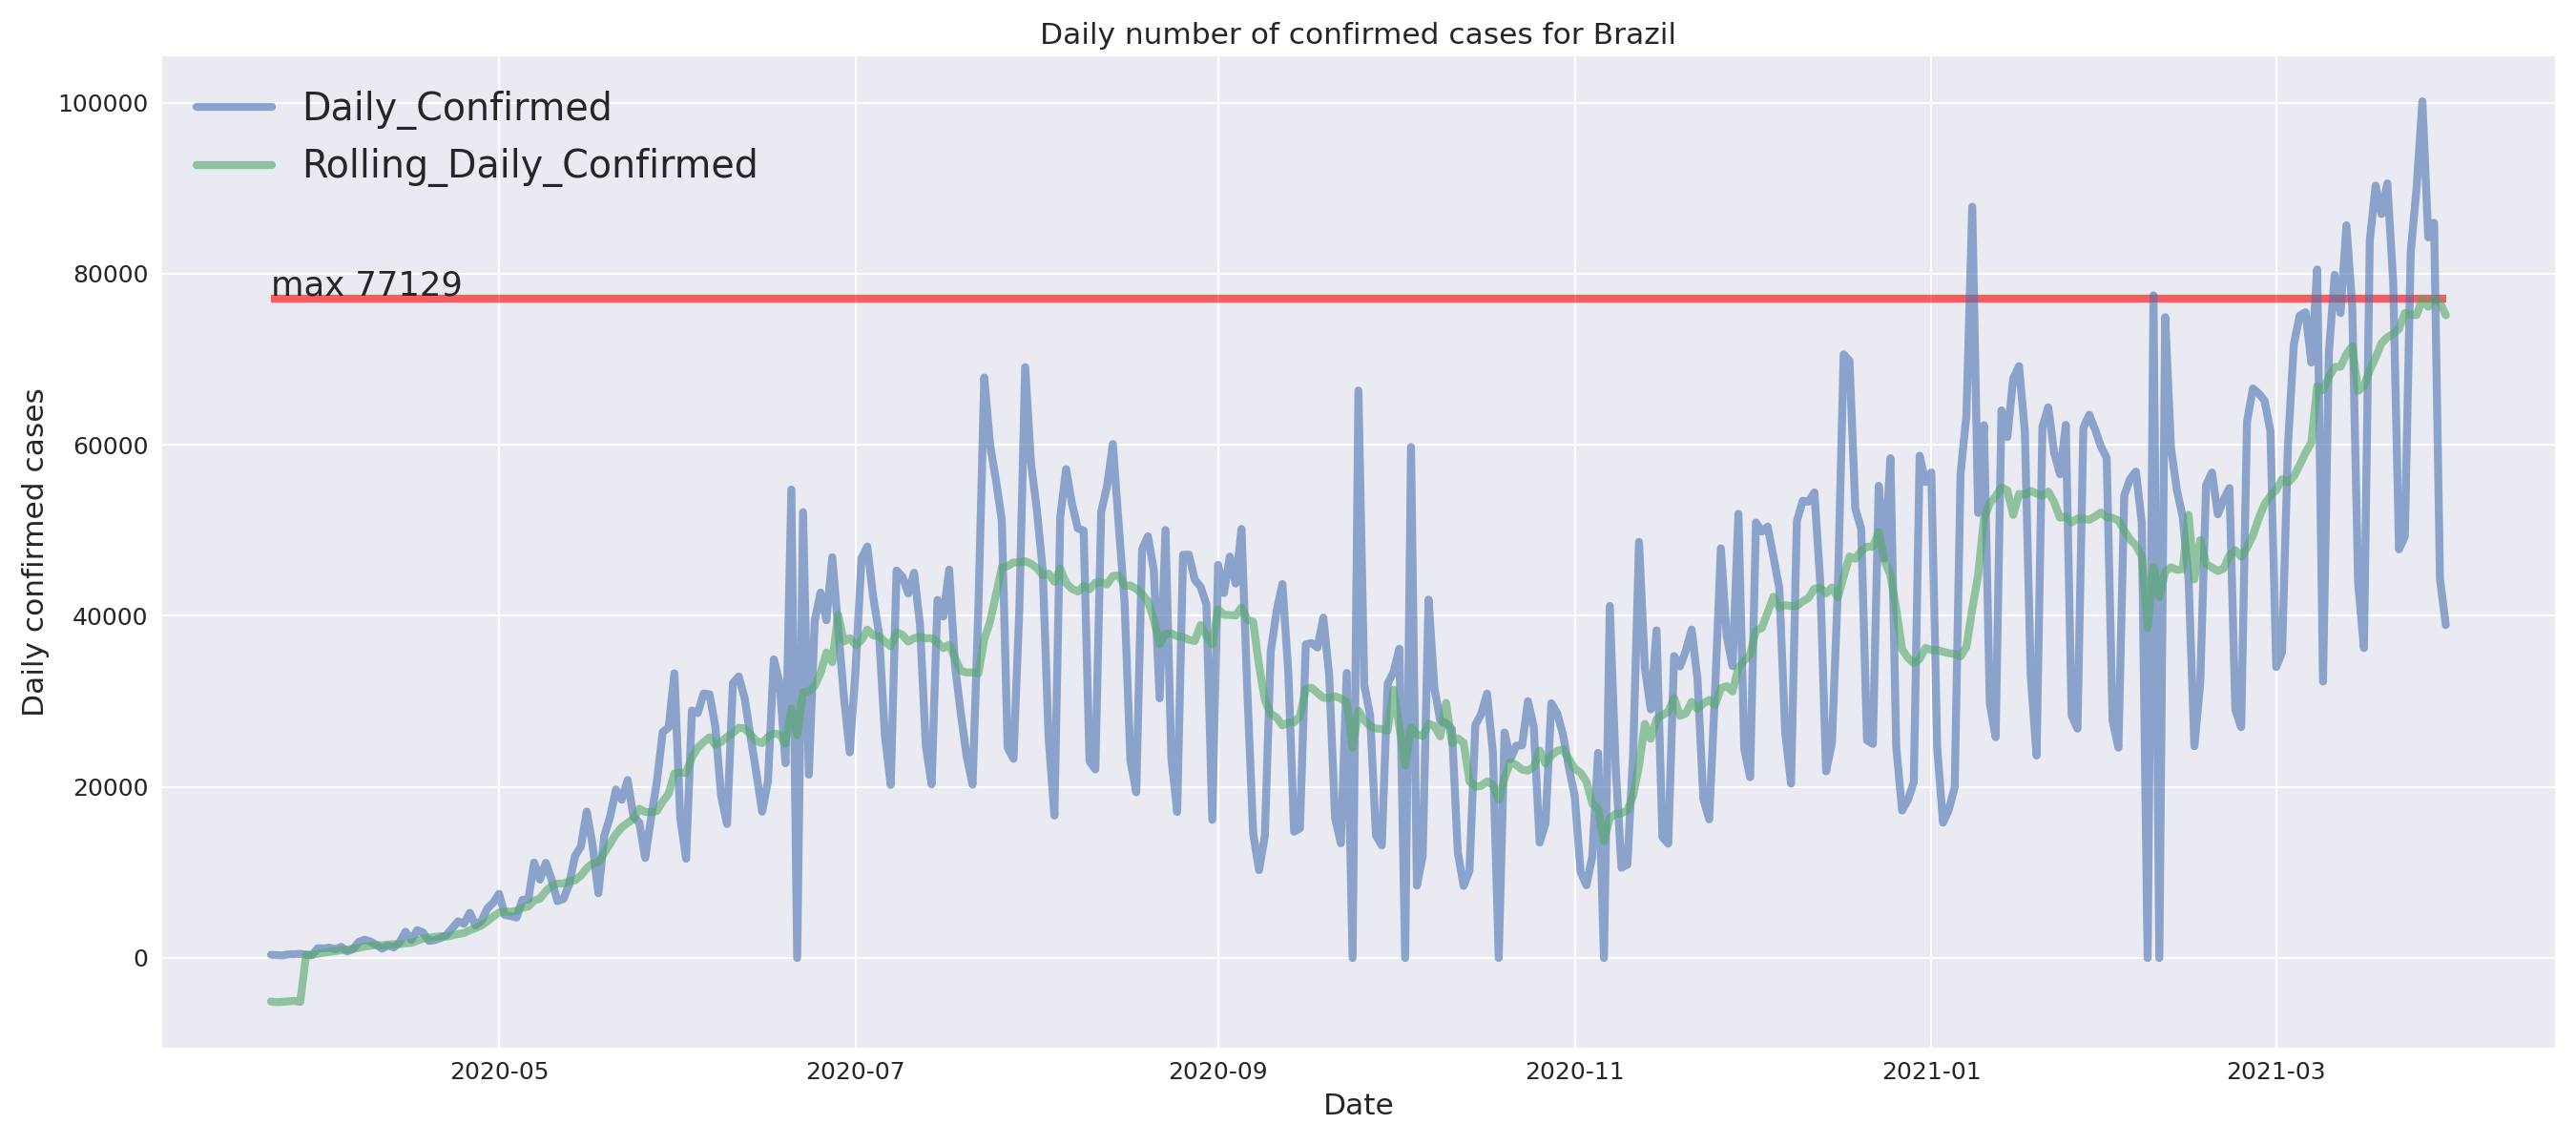 Daily number of confirmed cases for Brazil
Daily_Confirmed
Rolling_Daily_Confirmed
max 77129
100000
80000
60000
40000
20000
0
Daily confirmed cases
2020-05 2020-07 2020-09 2020-11 2021-01 2021-03
Date